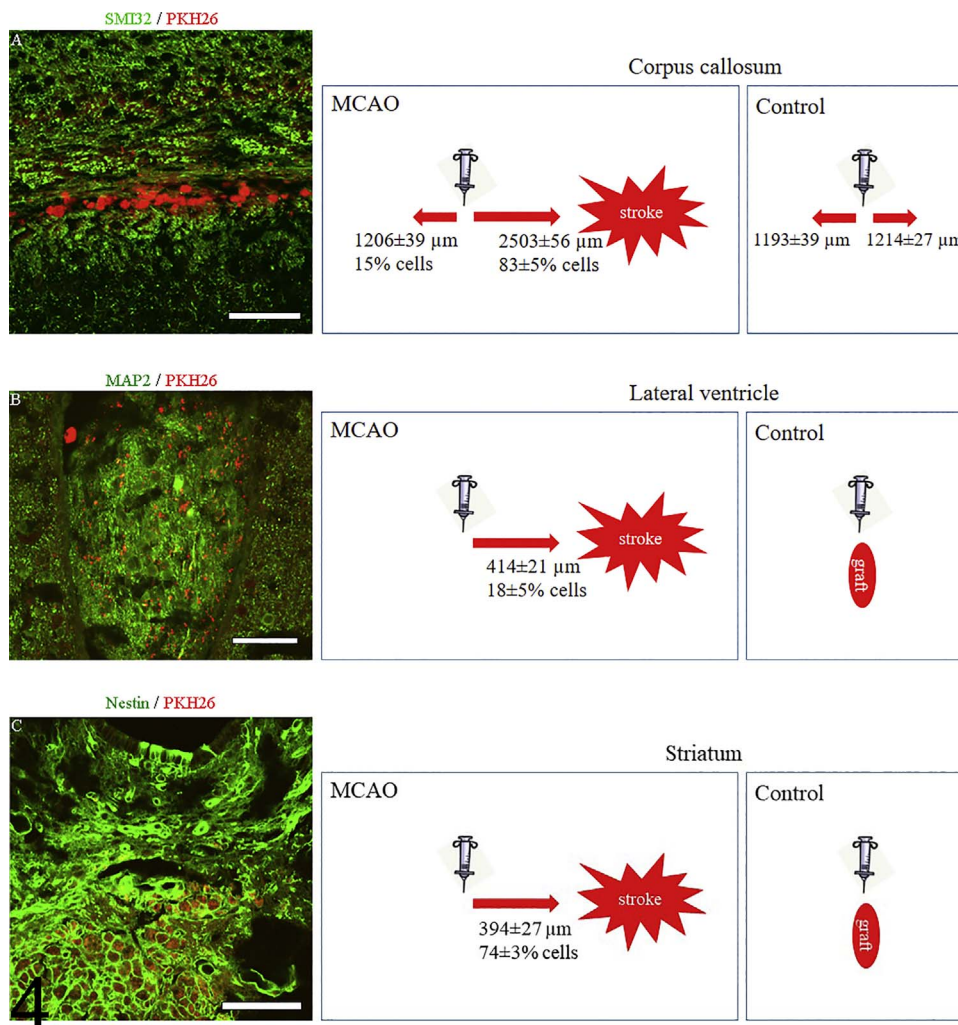 SMI32 / PKH26
A
Corpus callosum
MCAO
Control
stroke
1206±39 µm
15% cells
2503±56 µm
83±5% cells
1193±39 µm
1214±27 µm
MAP2 / PKH26
B
Lateral ventricle
MCAO
Control
stroke
414±21 µm
18±5% cells
graft
Nestin / PKH26
C
Striatum
MCAO
Control
stroke
394±27 µm
74±3% cells
graft
4